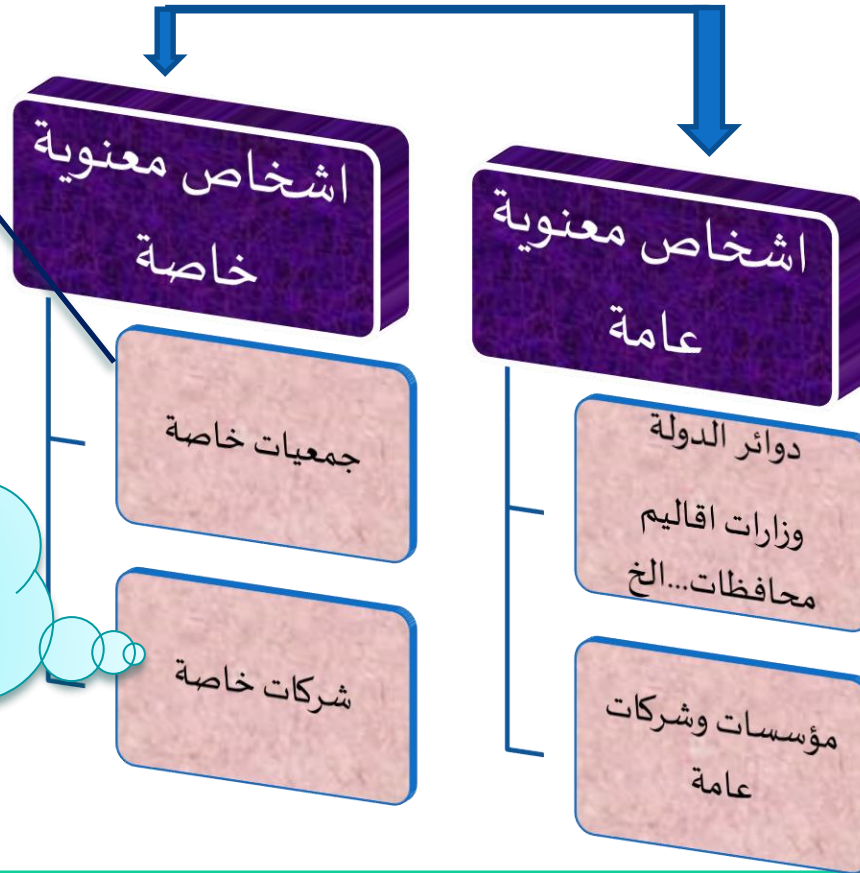 اشخاص معنوية
عامة
دوائر الدولة
وزارات اقاليم
محافظات...الخ
مؤسسات وشركات
عامة
اشخاص معنوية
خاصة
جمعيات خاصة
شركات خاصة